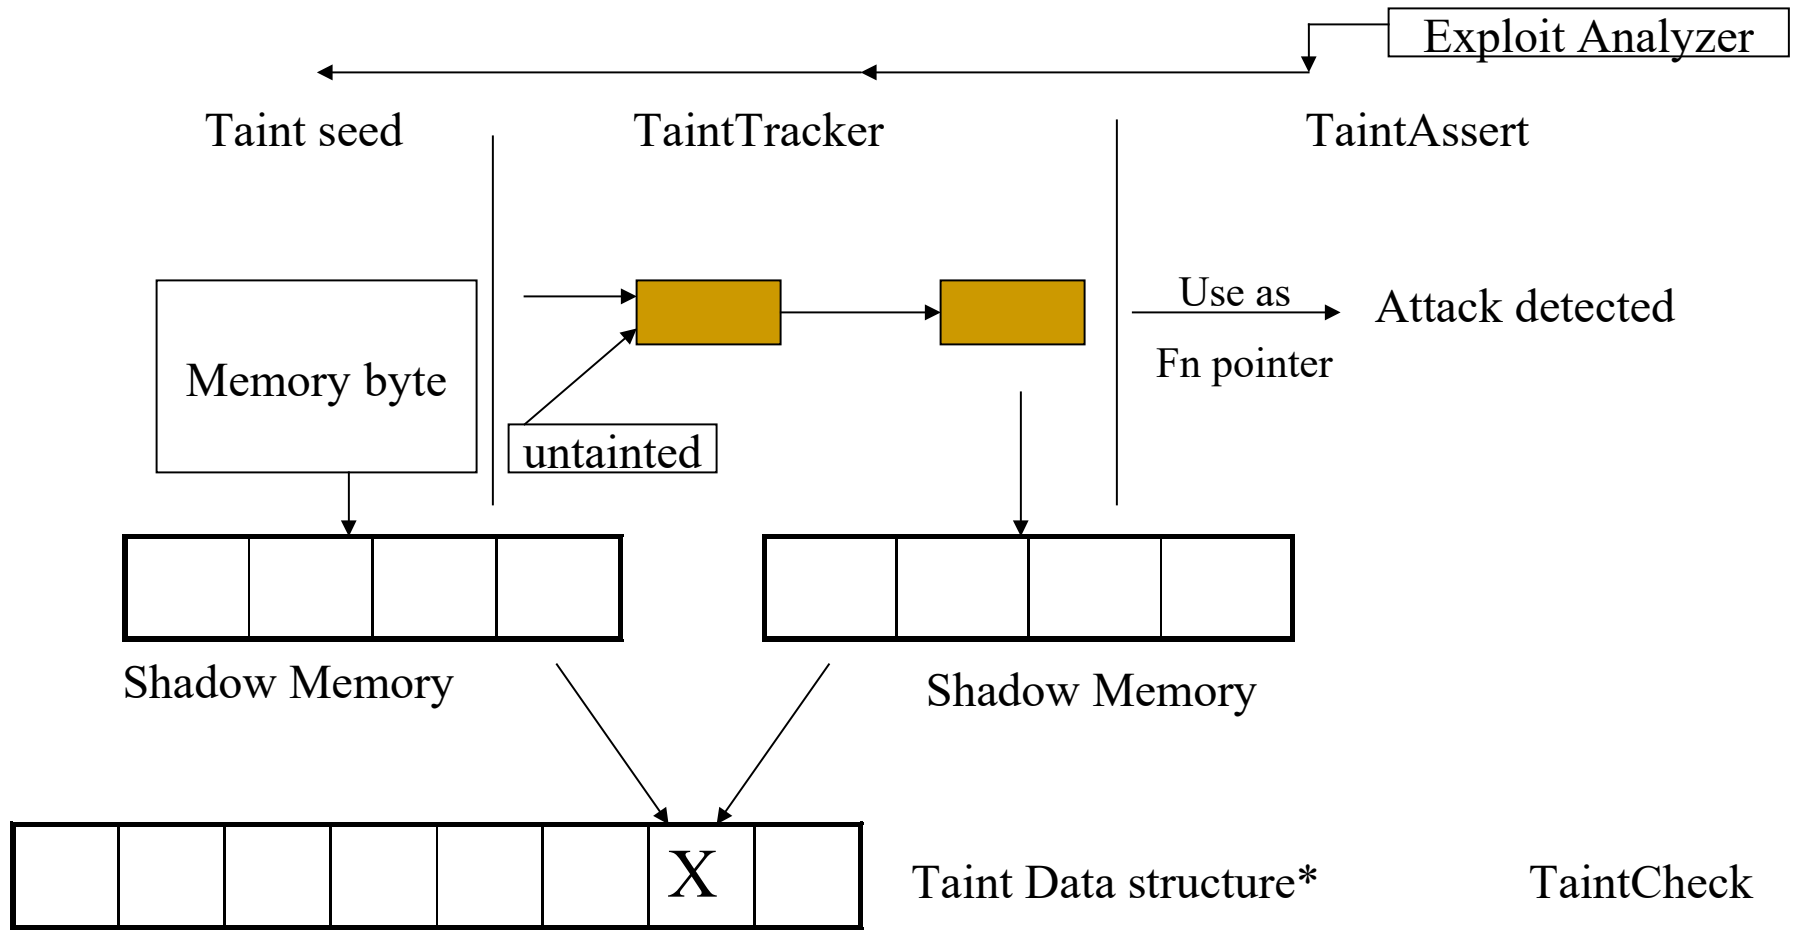 Exploit Analyzer
Taint seed
TaintTracker
TaintAssert
Use as
Attack detected
Fn pointer
Memory byte
untainted
Shadow Memory
Shadow Memory
X
Taint Data structure*
TaintCheck